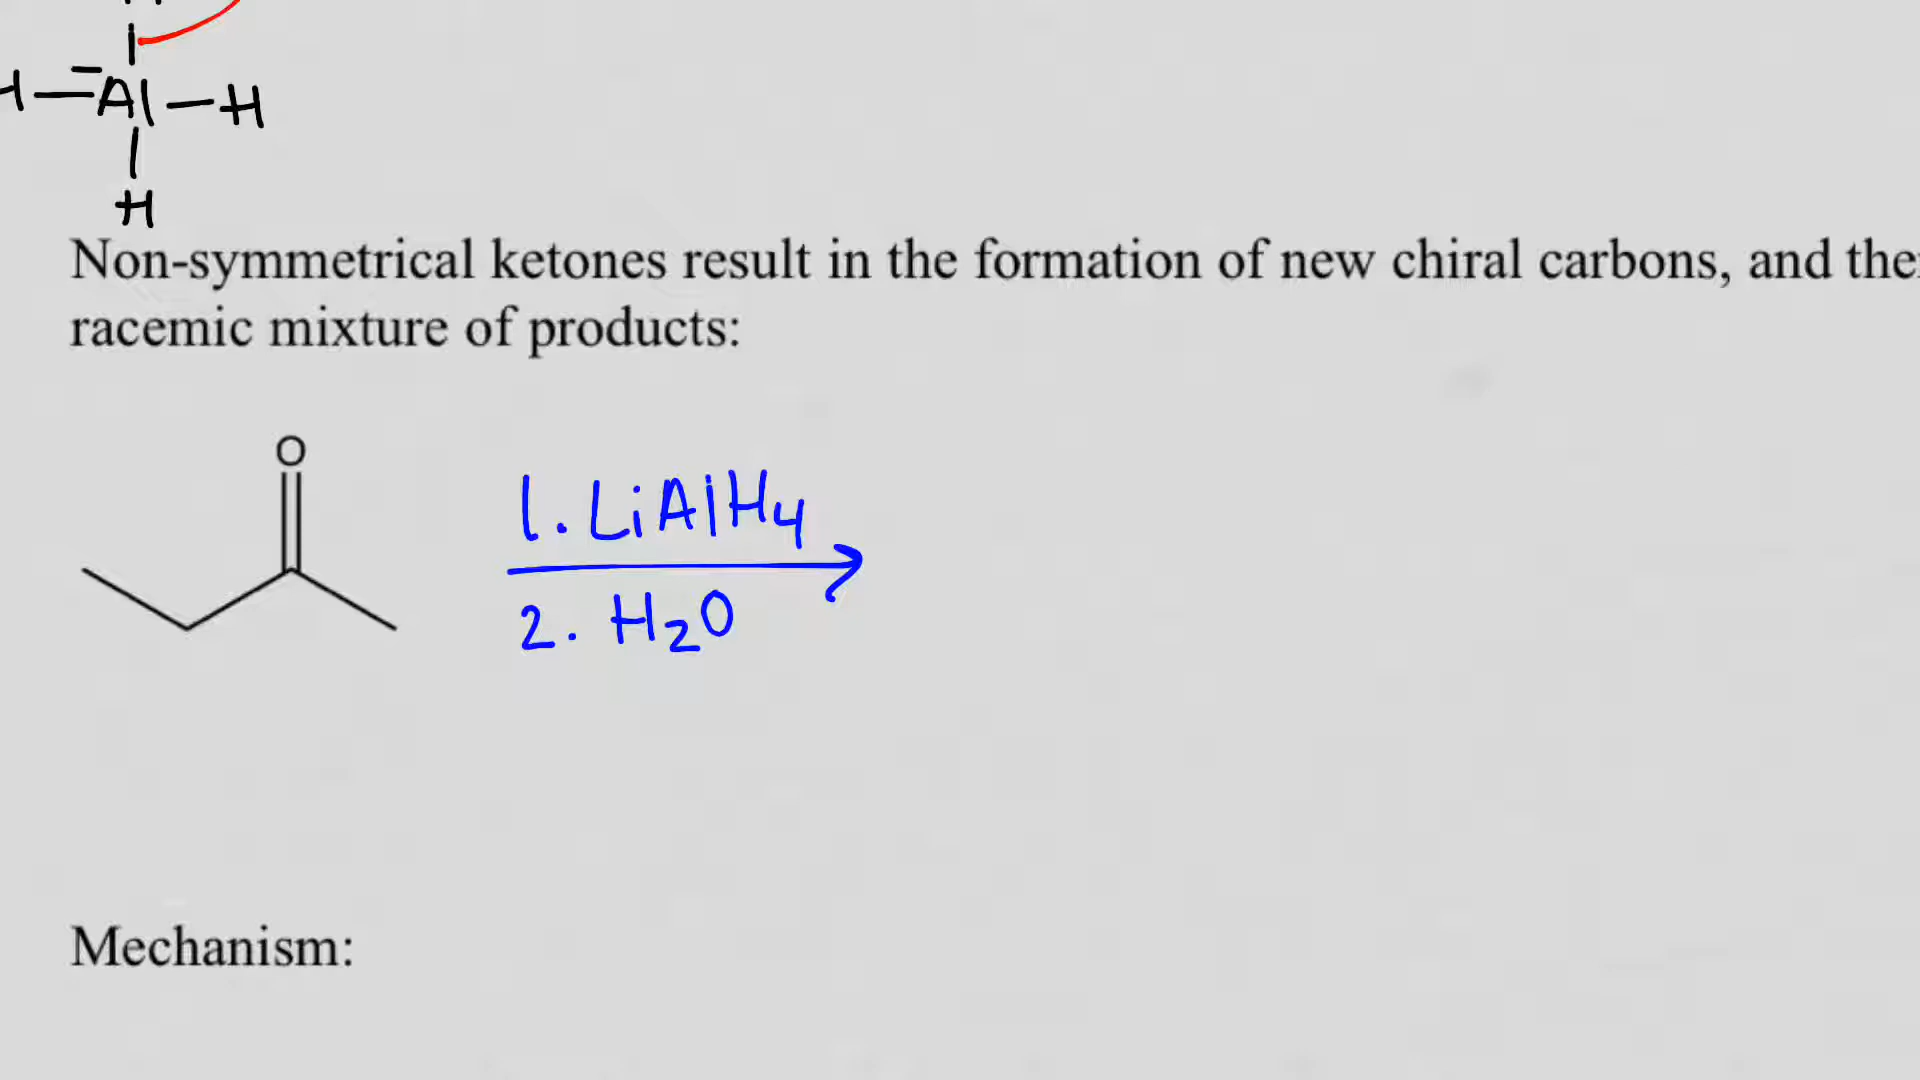 H
H—Al—H
H
Non-symmetrical ketones result in the formation of new chiral carbons, and
racemic mixture of products:
O
1. LiAlH4
2. H2O
Mechanism: